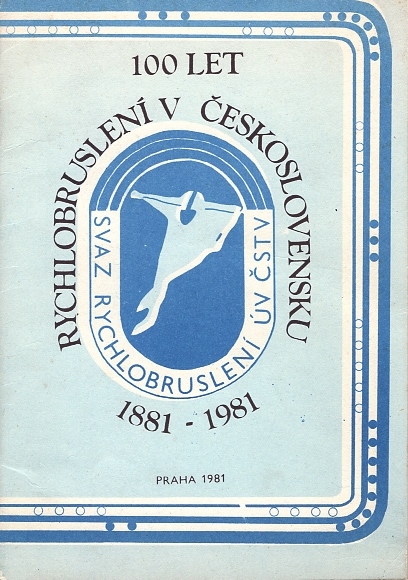 100 LET
RYCHLOBRUSLENÍ V ČESKOSLOVENSKU
SVAZ RYCHLOBRUSLENÍ ÚV ČSTV
1881 - 1981
PRAHA 1981